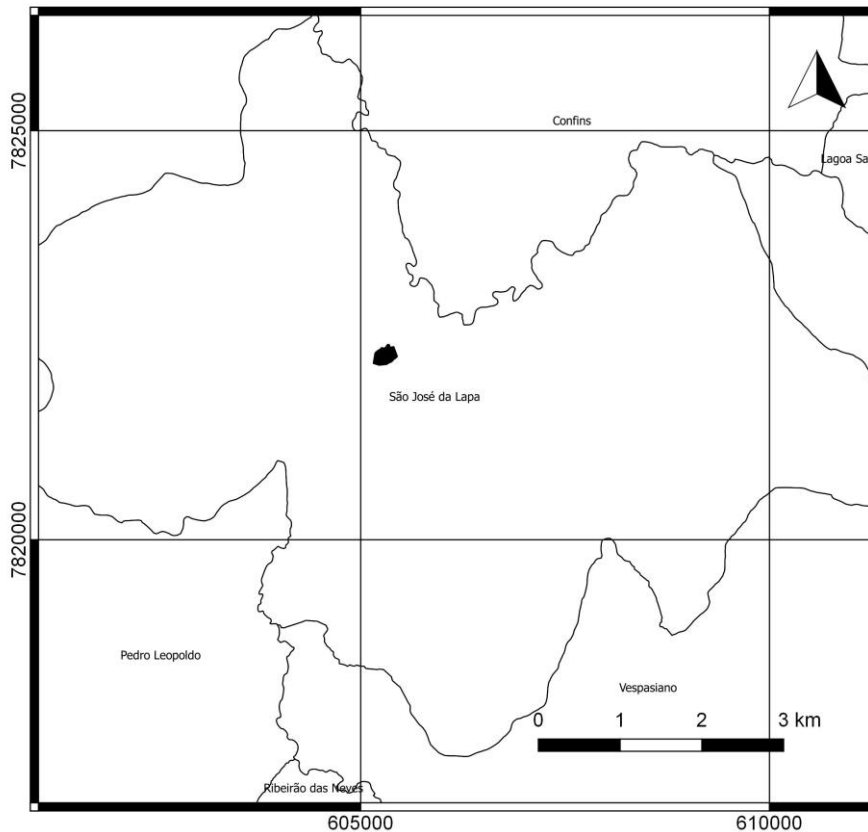 7825000
Confins
Lagoa Sa
São José da Lapa
7820000
Pedro Leopoldo
Vespasiano
0 1 2 3 km
Ribeirão das Neves
605000 610000